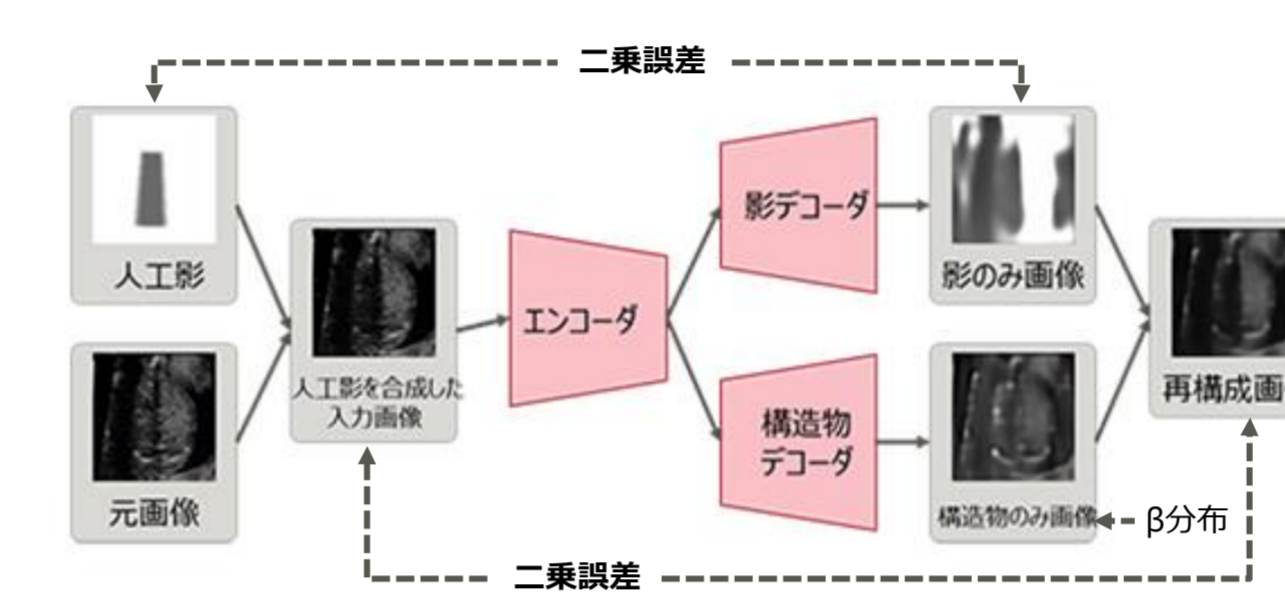 二乗誤差
人工影
影デコーダ
影のみ画像
エンコーダ
人工影を合成した
入力画像
再構成画
構造物
デコーダ
元画像
構造物のみ画像
β分布
二乗誤差